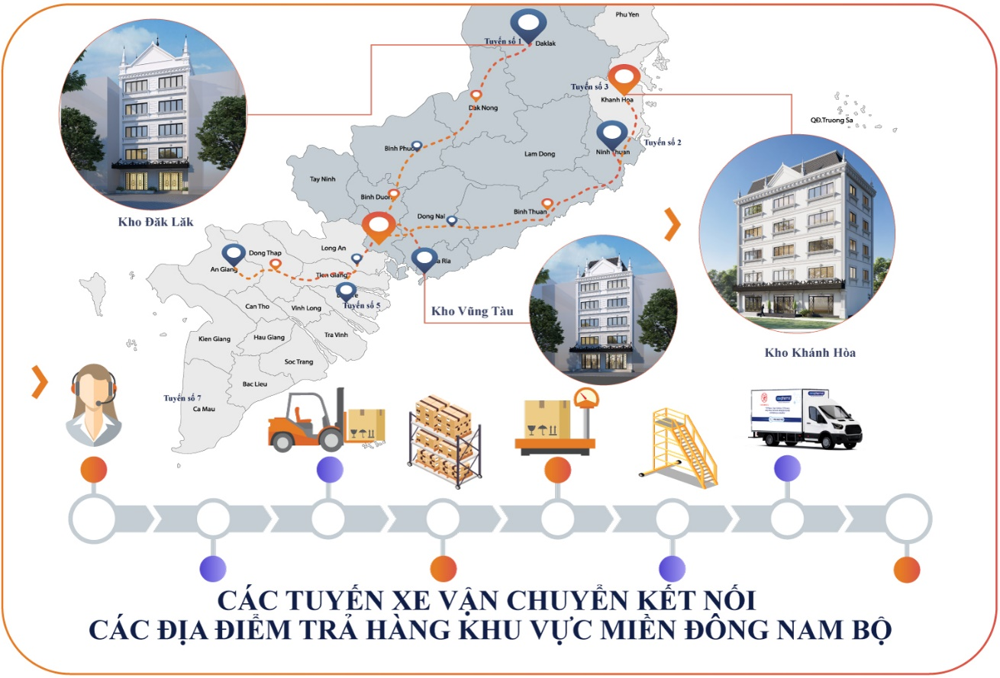 Phu Yen
Tuyến số 1
Daklak
Tuyến số 3
Khanh Hoa
Dak Nong
QĐ.Truong Sa
Binh Phuoc
Tuyến số 2
Ninh Thuan
Lam Dong
Tay Ninh
Binh Duon
Binh Thuan
Dong Nai
Kho Đăk Lăk
Long An
Dong Thap
An Giang
Tien Giang
a Ria
Tuyến số 5
Can Tho
Vinh Long
Kho Vũng Tàu
Tra Vinh
Kien Giang
Hau Giang
Kho Khánh Hòa
Soc Trang
Bac Lieu
Tuyến số 7
Ca Mau
CÁC TUYẾN XE VẬN CHUYỂN KẾT NỐI
CÁC ĐỊA ĐIỂM TRẢ HÀNG KHU VỰC MIỀN ĐÔNG NAM BỘ